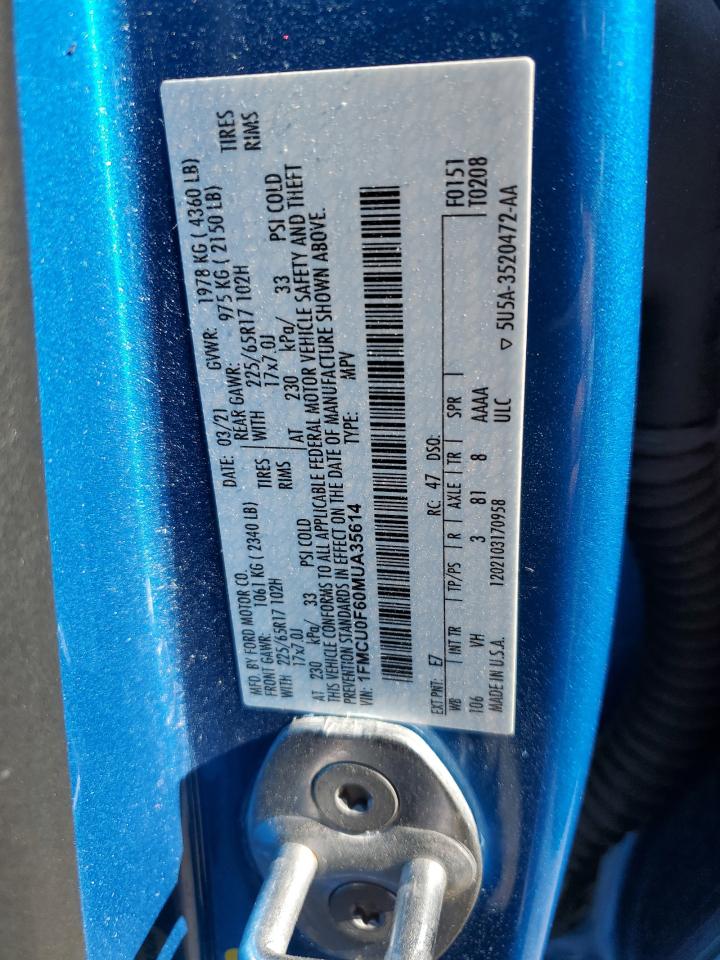 MFD. BY FORD MOTOR CO.
DATE: 03/21 GVWR: 1978 KG ( 4360 LB)
FRONT GAWR: 1061 KG ( 2340 LB) REAR GAWR: 975 KG ( 2150 LB)
WITH 225/65R17 102H TIRES WITH 225/65R17 102H TIRES
17x7.0J RIMS 17x7.0J RIMS
AT 230 kPa/ 33 PSI COLD AT 230 kPa/ 33 PSI COLD
THIS VEHICLE CONFORMS TO ALL APPLICABLE FEDERAL MOTOR VEHICLE SAFETY AND THEFT
PREVENTION STANDARDS IN EFFECT ON THE DATE OF MANUFACTURE SHOWN ABOVE.
VIN: 1FMCU0F60MUA35614 TYPE: MPV
EXT PNT: E7 RC: 47 DSO: F0151
WB INT TR TP/PS R AXLE TR SPR T0208
106 VH 3 81 8 AAAA
MADE IN U.S.A. 1202103170958 ULC ▽ 5U5A-3520472-AA